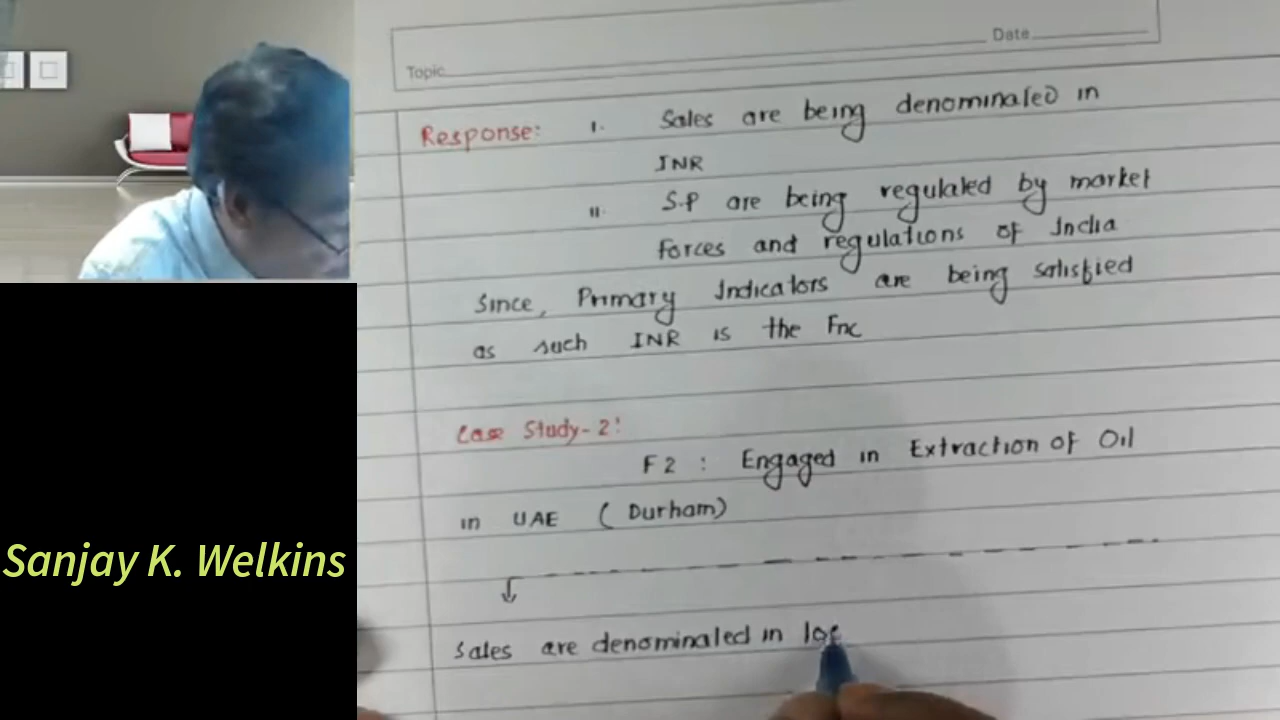 Date
Topic
Response: I. Sales are being denominated in
INR
II. S.P are being regulated by market
forces and regulations of India
Since, Primary Indicators are being satisfied
as such INR is the Fnc
Case Study-2:
F2 : Engaged in Extraction of Oil
in UAE ( Durham)
Sales are denominated in loc
Sanjay K. Welkins